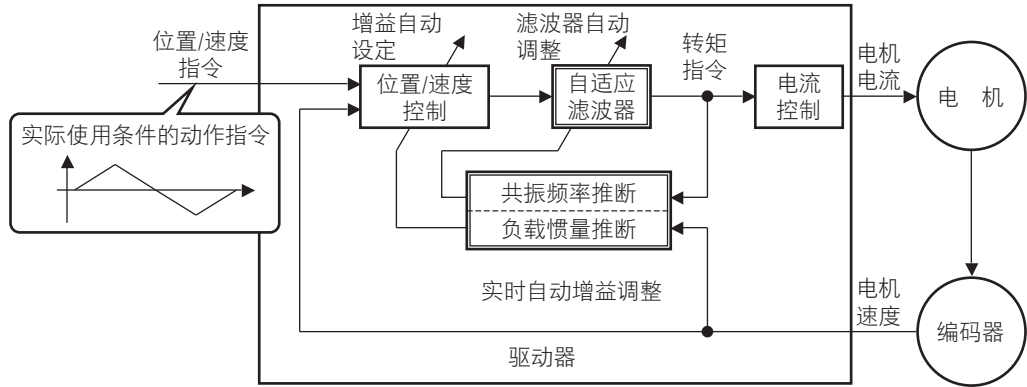 位置/速度
指令
实际使用条件的动作指令
增益自动
设定
位置/速度
控制
滤波器自动
调整
自适应
滤波器
转矩
指令
电流
控制
电机
电流
电 机
共振频率推断
负载惯量推断
实时自动增益调整
电机
速度
编码器
驱动器